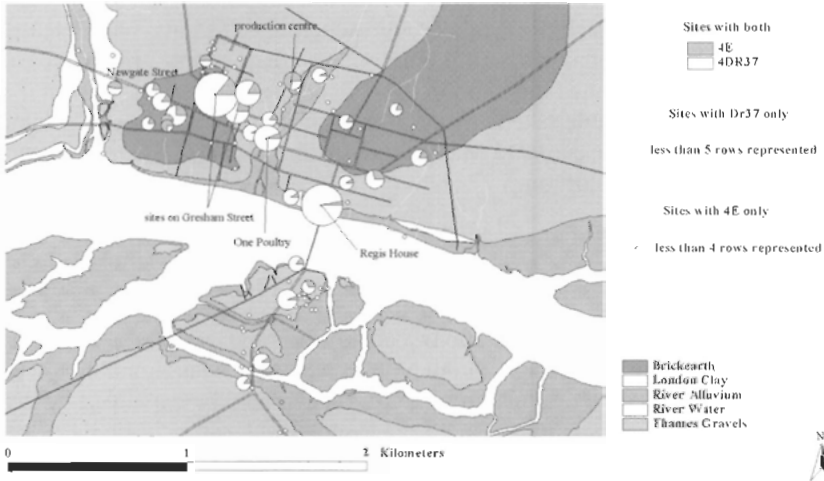 production centre
Newgate Street
sites on Gresham Street
One Poultry
Regis House
Sites with both
4E
4DR37
Sites with Dr37 only
less than 5 rows represented
Sites with 4E only
less than 4 rows represented
Brickearth
London Clay
River Alluvium
River Water
Thames Gravels
0 1 2 Kilometers
N